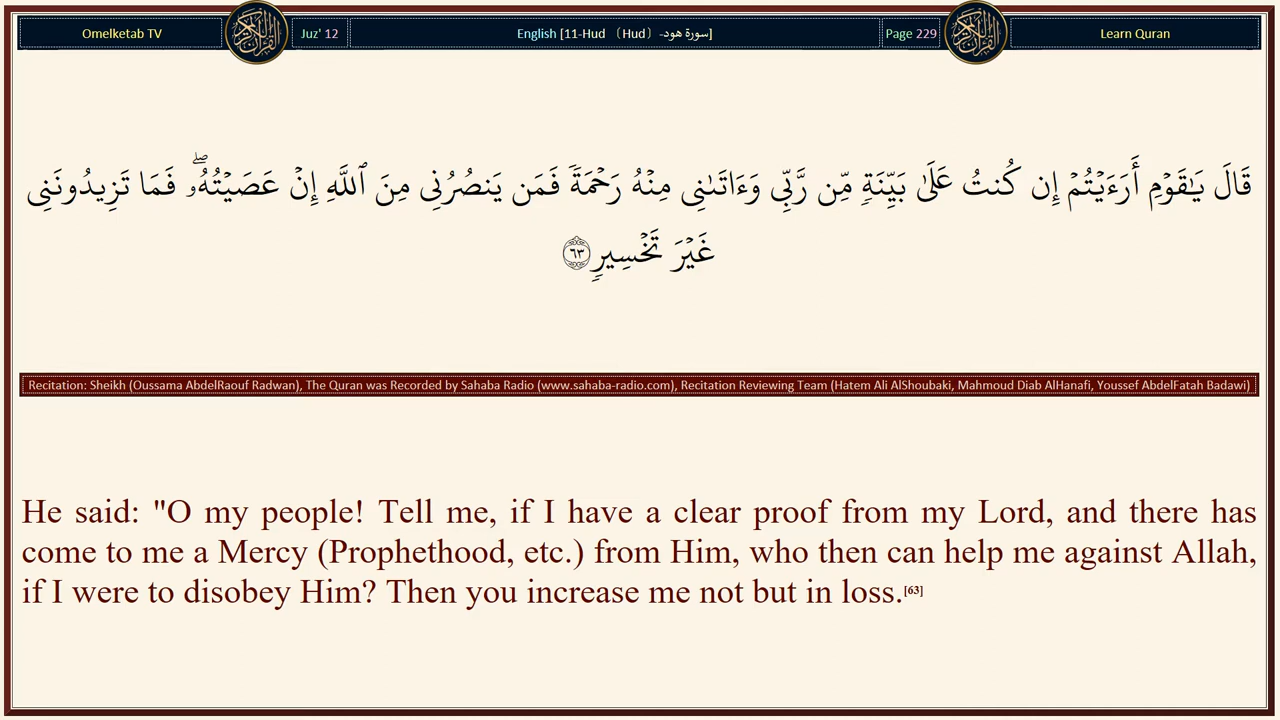 Omelketab TV
Juz' 12
English [11-Hud 〔Hud〕 -سورة هود]
Page 229
Learn Quran
قَالَ يَٰقَوۡمِ أَرَءَيۡتُمۡ إِن كُنتُ عَلَىٰ بَيِّنَةٖ مِّن رَّبِّي وَءَاتَىٰنِي مِنۡهُ رَحۡمَةٗ فَمَن يَنصُرُنِي مِنَ ٱللَّهِ إِنۡ عَصَيۡتُهُۥۖ فَمَا تَزِيدُونَنِي
غَيۡرَ تَخۡسِيرٖ ٦٣
Recitation: Sheikh (Oussama AbdelRaouf Radwan), The Quran was Recorded by Sahaba Radio (www.sahaba-radio.com), Recitation Reviewing Team (Hatem Ali AlShoubaki, Mahmoud Diab AlHanafi, Youssef AbdelFatah Badawi)
He said: "O my people! Tell me, if I have a clear proof from my Lord, and there has
come to me a Mercy (Prophethood, etc.) from Him, who then can help me against Allah,
if I were to disobey Him? Then you increase me not but in loss.[63]